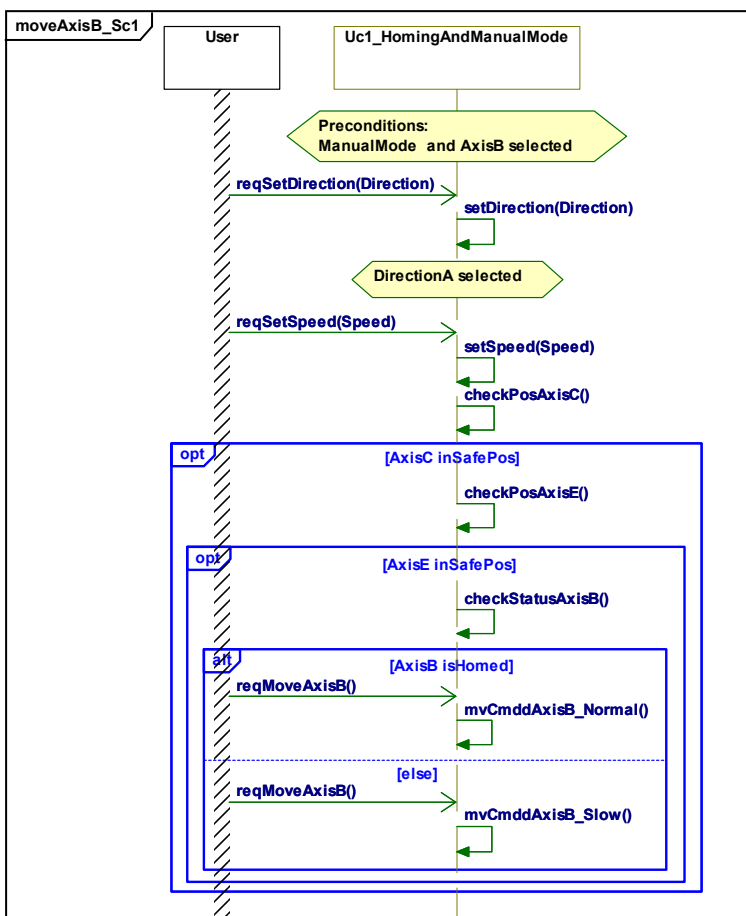 moveAxisB_Sc1
User
Uc1_HomingAndManualMode
Preconditions:
ManualMode and AxisB selected
reqSetDirection(Direction)
setDirection(Direction)
DirectionA selected
reqSetSpeed(Speed)
setSpeed(Speed)
checkPosAxisC()
opt
[AxisC inSafePos]
checkPosAxisE()
opt
[AxisE inSafePos]
checkStatusAxisB()
alt
[AxisB isHomed]
reqMoveAxisB()
mvCmddAxisB_Normal()
[else]
reqMoveAxisB()
mvCmddAxisB_Slow()